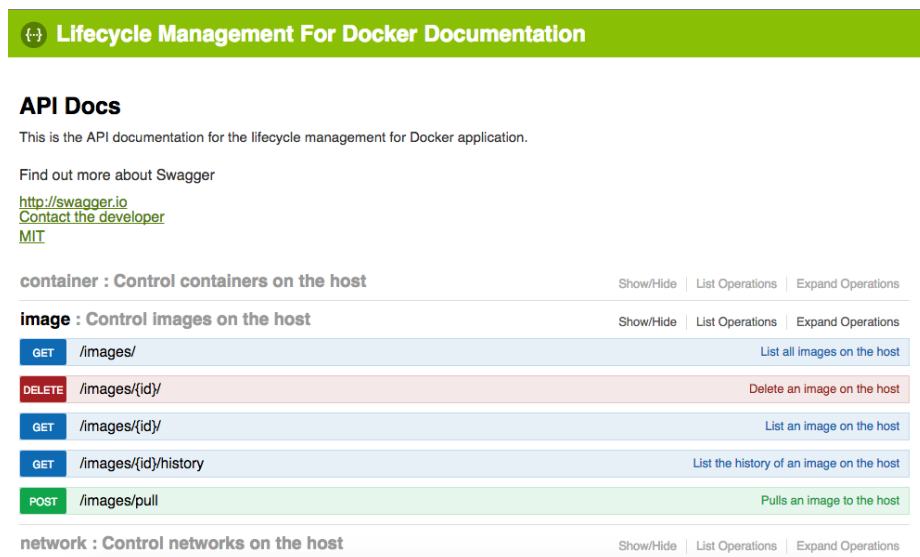 {··} Lifecycle Management For Docker Documentation
API Docs
This is the API documentation for the lifecycle management for Docker application.
Find out more about Swagger
http://swagger.io
Contact the developer
MIT
container : Control containers on the host Show/Hide List Operations Expand Operations
image : Control images on the host Show/Hide List Operations Expand Operations
GET /images/ List all images on the host
DELETE /images/{id}/ Delete an image on the host
GET /images/{id}/ List an image on the host
GET /images/{id}/history List the history of an image on the host
POST /images/pull Pulls an image to the host
network : Control networks on the host Show/Hide List Operations Expand Operations